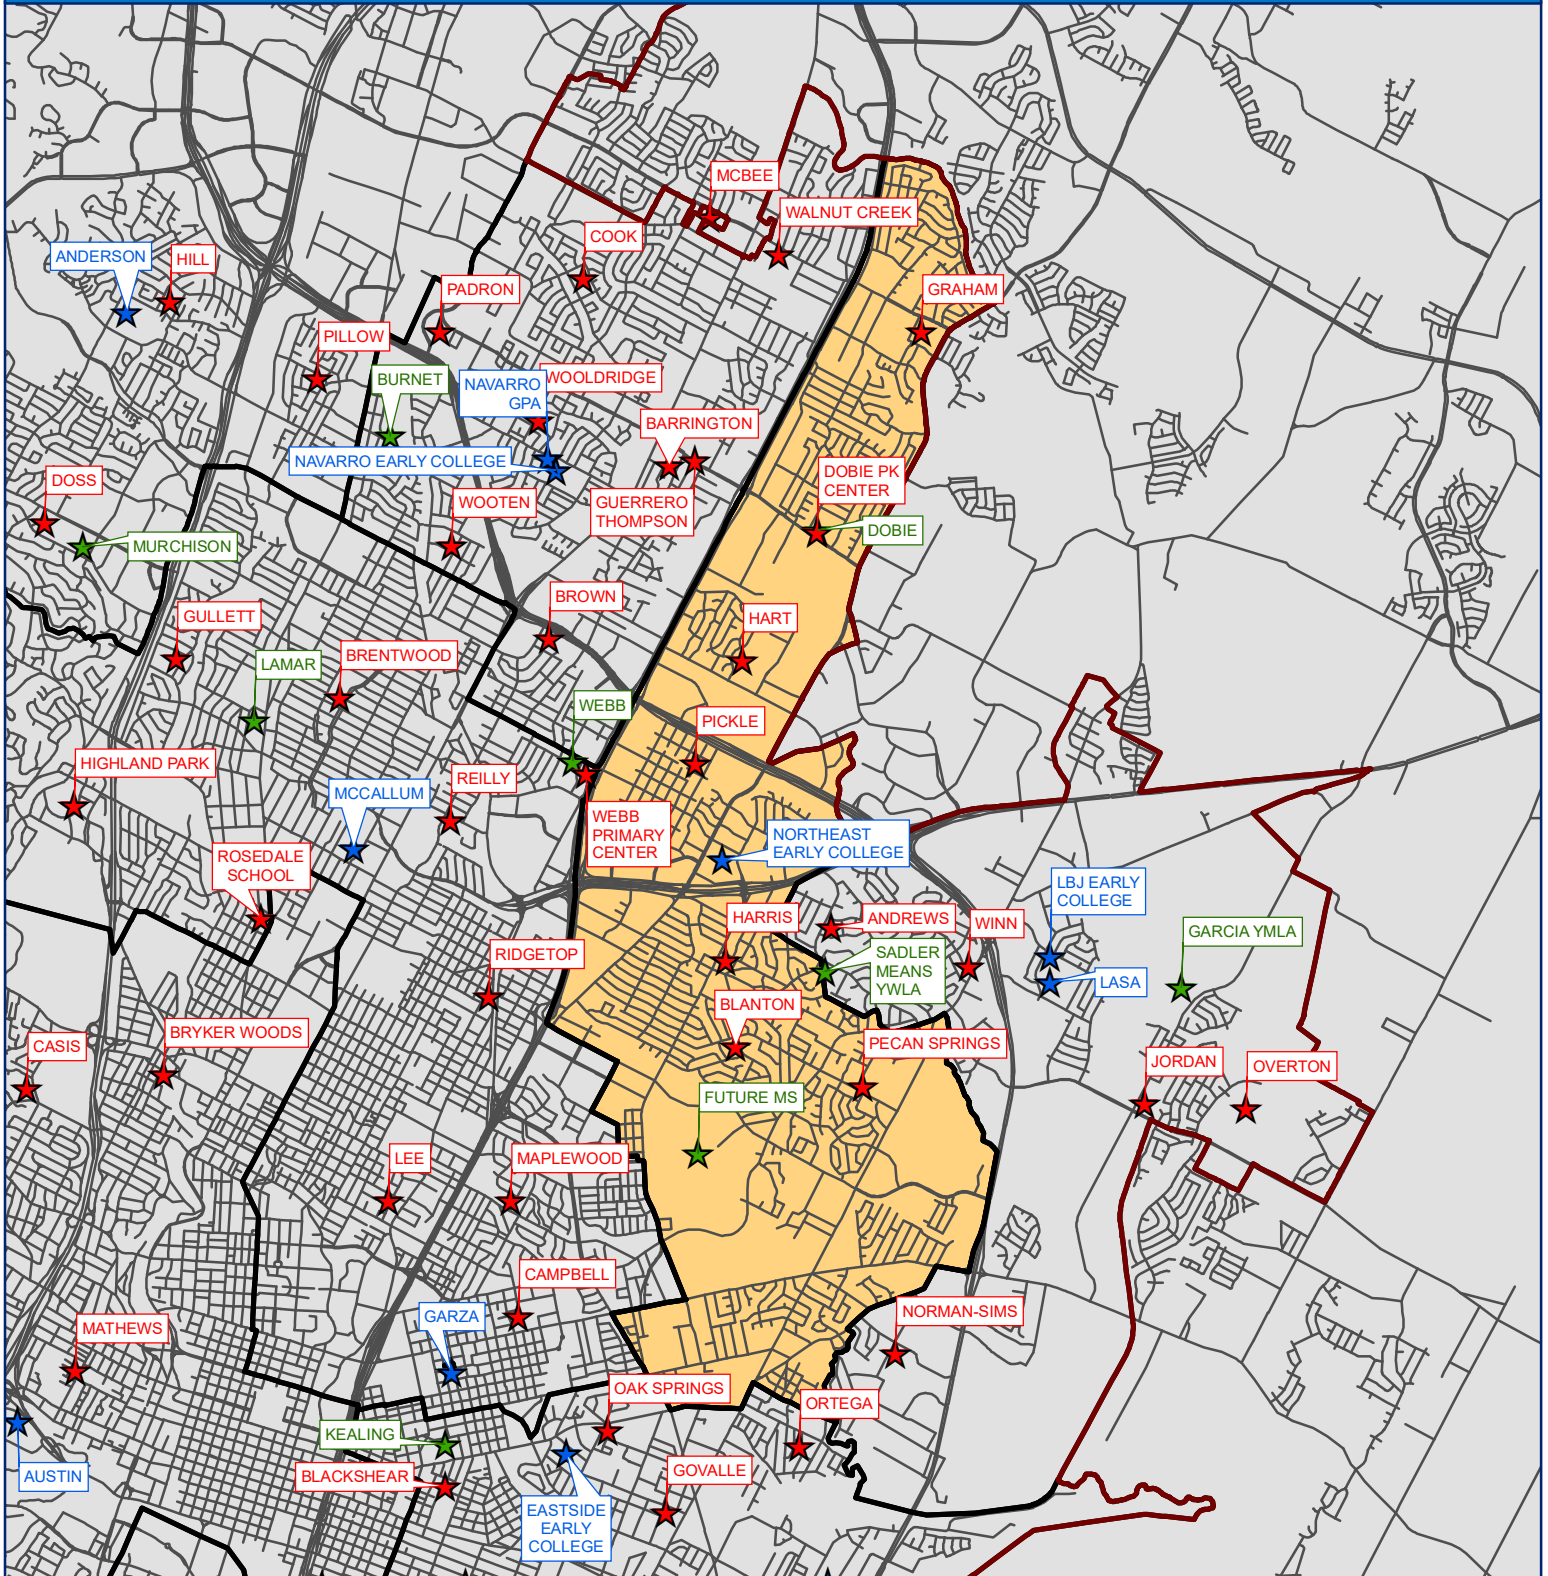 MCBEE
WALNUT CREEK
COOK
ANDERSON
HILL
PADRON
GRAHAM
PILLOW
BURNET
NAVARRO
GPA
WOOLDRIDGE
BARRINGTON
NAVARRO EARLY COLLEGE
DOSS
DOBIE PK
CENTER
WOOTEN
GUERRERO
THOMPSON
DOBIE
MURCHISON
BROWN
GULLETT
HART
LAMAR
BRENTWOOD
WEBB
PICKLE
HIGHLAND PARK
REILLY
MCCALLUM
WEBB
PRIMARY
CENTER
NORTHEAST
EARLY COLLEGE
ROSEDALE
SCHOOL
LBJ EARLY
COLLEGE
HARRIS
ANDREWS
WINN
GARCIA YMLA
RIDGETOP
SADLER
MEANS
YWLA
LASA
BLANTON
BRYKER WOODS
CASIS
PECAN SPRINGS
JORDAN
OVERTON
FUTURE MS
LEE
MAPLEWOOD
CAMPBELL
GARZA
NORMAN-SIMS
MATHEWS
OAK SPRINGS
ORTEGA
KEALING
GOVALLE
AUSTIN
BLACKSHEAR
EASTSIDE
EARLY
COLLEGE